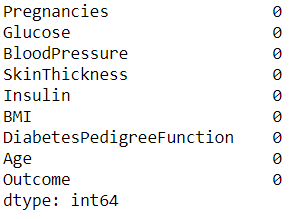 Pregnancies 0
Glucose 0
BloodPressure 0
SkinThickness 0
Insulin 0
BMI 0
DiabetesPedigreeFunction 0
Age 0
Outcome 0
dtype: int64